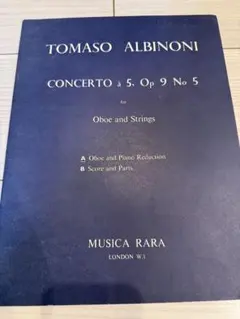 TOMASO ALBINONI
CONCERTO à 5, Op 9 No 5
for
Oboe and Strings
A Oboe and Piano Reduction
B Score and Parts
MUSICA RARA
LONDON W.1